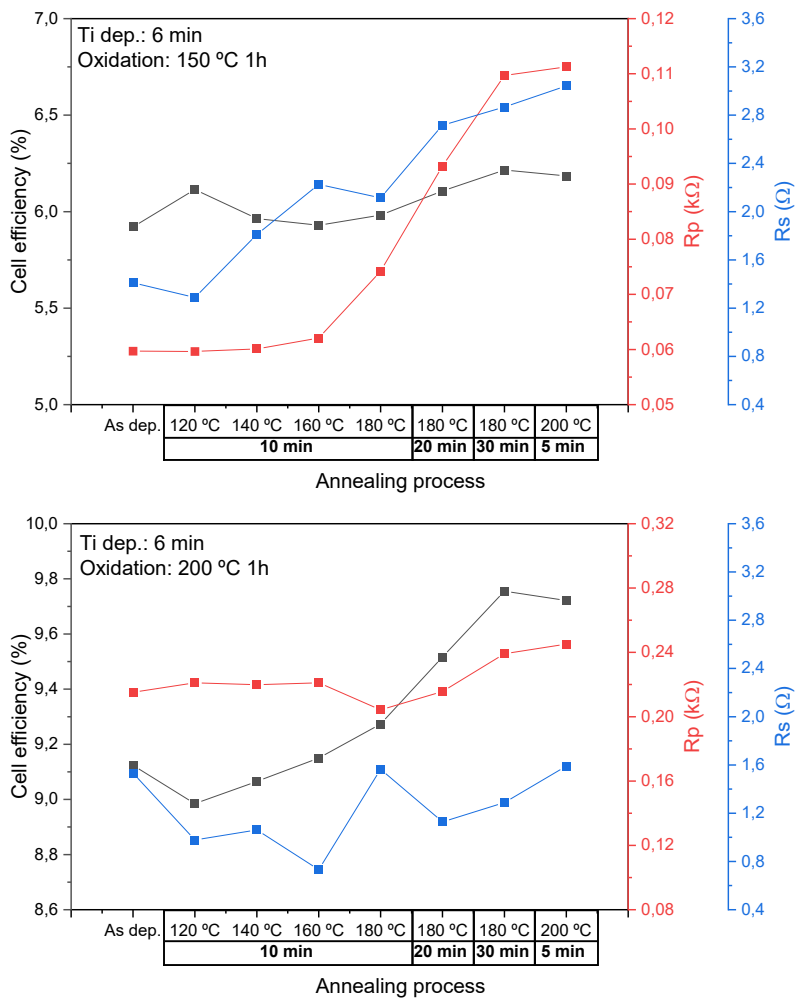 Ti dep.: 6 min
Oxidation: 150 ºC 1h
Cell efficiency (%)
7,0
6,5
6,0
5,5
5,0
0,12
0,11
0,10
0,09
0,08
0,07
0,06
0,05
Rp (kΩ)
3,6
3,2
2,8
2,4
2,0
1,6
1,2
0,8
0,4
Rs (Ω)
As dep. 120 ºC 140 ºC 160 ºC 180 ºC 180 ºC 180 ºC 200 ºC
10 min 20 min 30 min 5 min
Annealing process
Ti dep.: 6 min
Oxidation: 200 ºC 1h
Cell efficiency (%)
10,0
9,8
9,6
9,4
9,2
9,0
8,8
8,6
0,32
0,28
0,24
0,20
0,16
0,12
0,08
Rp (kΩ)
3,6
3,2
2,8
2,4
2,0
1,6
1,2
0,8
0,4
Rs (Ω)
As dep. 120 ºC 140 ºC 160 ºC 180 ºC 180 ºC 180 ºC 200 ºC
10 min 20 min 30 min 5 min
Annealing process